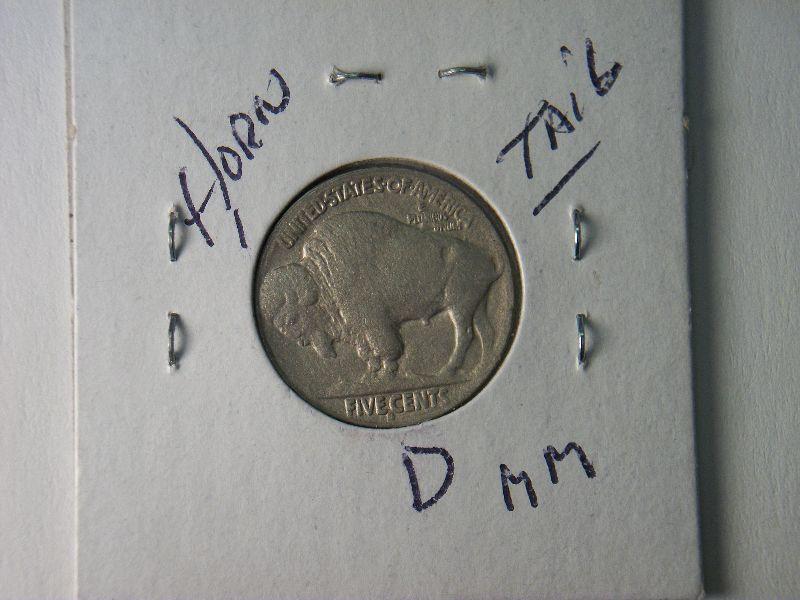 HORN
TAIL
UNITED STATES OF AMERICA
PLURIBUS
UNUM
FIVE CENTS
D MM